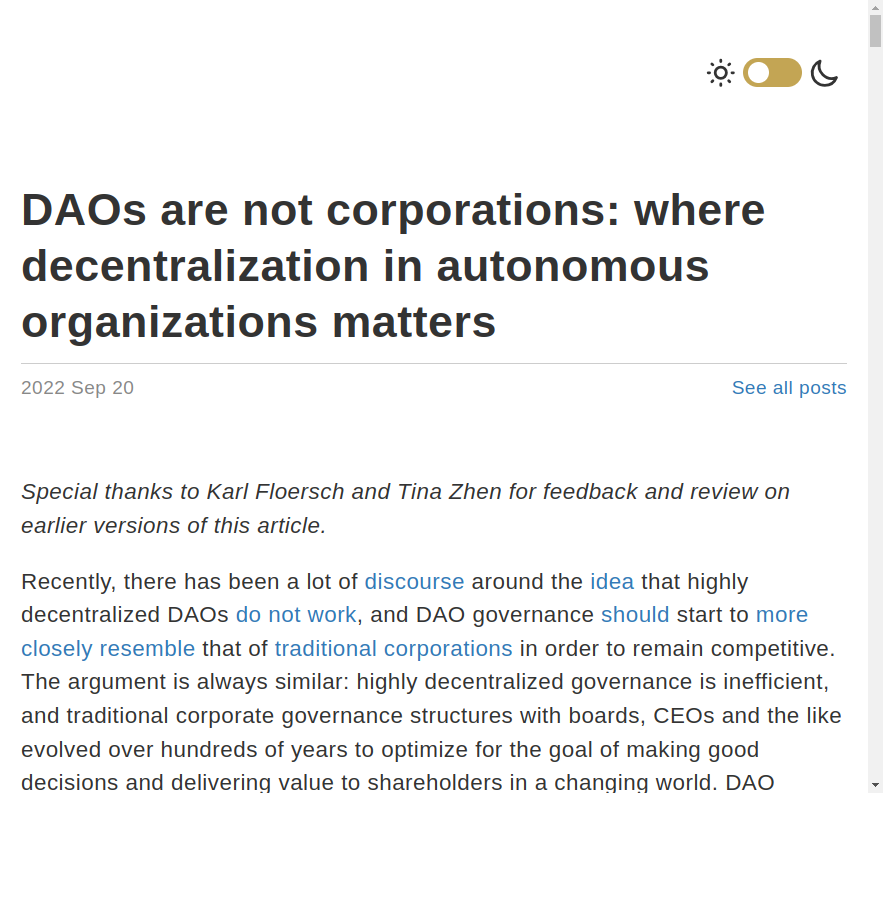 DAOs are not corporations: where
decentralization in autonomous
organizations matters
2022 Sep 20
See all posts
Special thanks to Karl Floersch and Tina Zhen for feedback and review on
earlier versions of this article.
Recently, there has been a lot of discourse around the idea that highly
decentralized DAOs do not work, and DAO governance should start to more
closely resemble that of traditional corporations in order to remain competitive.
The argument is always similar: highly decentralized governance is inefficient,
and traditional corporate governance structures with boards, CEOs and the like
evolved over hundreds of years to optimize for the goal of making good
decisions and delivering value to shareholders in a changing world. DAO